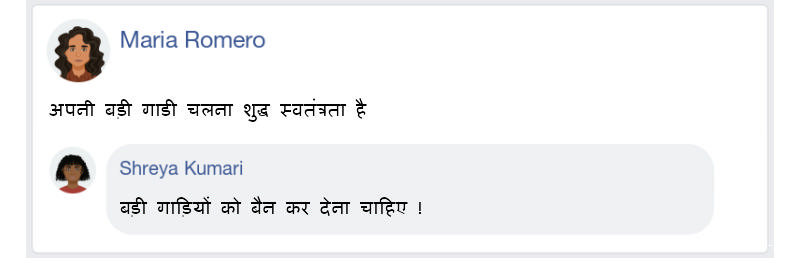 Maria Romero
अपनी बड़ी गाडी चलना शुद्ध स्वतंत्रता है
Shreya Kumari
बड़ी गाड़ियों को बैन कर देना चाहिए !